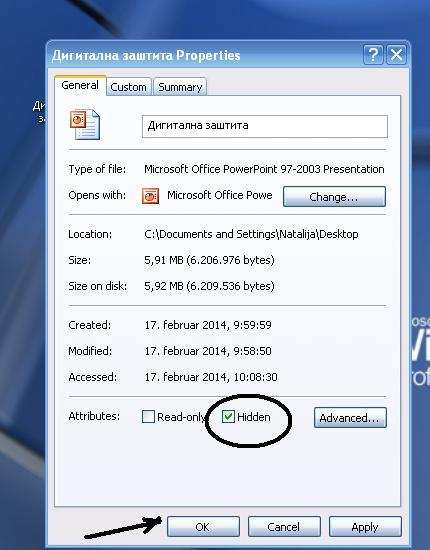 Дигитална заштита Properties
General Custom Summary
Дигитална заштита
Type of file: Microsoft Office PowerPoint 97-2003 Presentation
Opens with: Microsoft Office Powe Change...
Location: C:\Documents and Settings\Natalija\Desktop
Size: 5,91 MB (6.206.976 bytes)
Size on disk: 5,92 MB (6.209.536 bytes)
Created: 17. februar 2014, 9:59:59
Modified: 17. februar 2014, 9:58:50
Accessed: 17. februar 2014, 10:08:30
Attributes: Read-only Hidden Advanced...
OK Cancel Apply